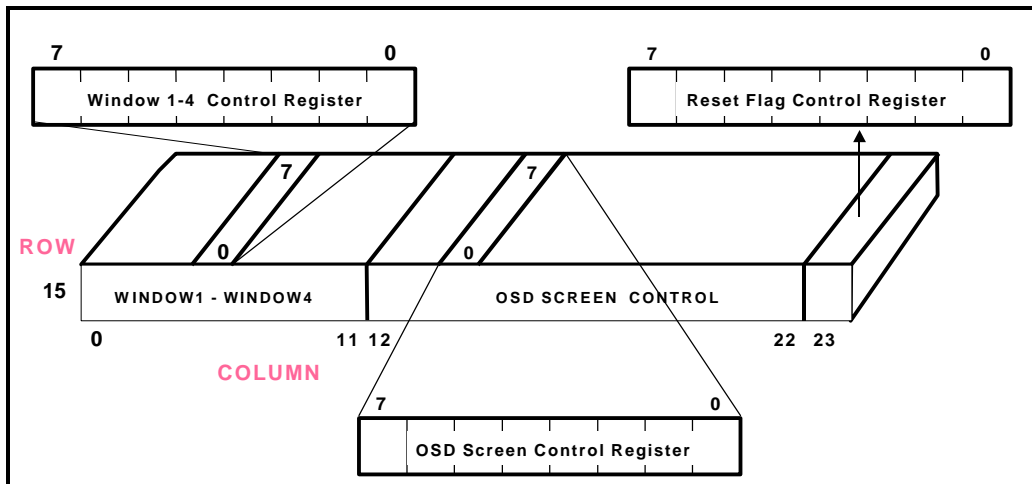 7 0
Window 1-4 Control Register
7 0
Reset Flag Control Register
7
7
ROW
0
0
15
WINDOW1 - WINDOW4
OSD SCREEN CONTROL
0
11 12
22 23
COLUMN
7 0
OSD Screen Control Register